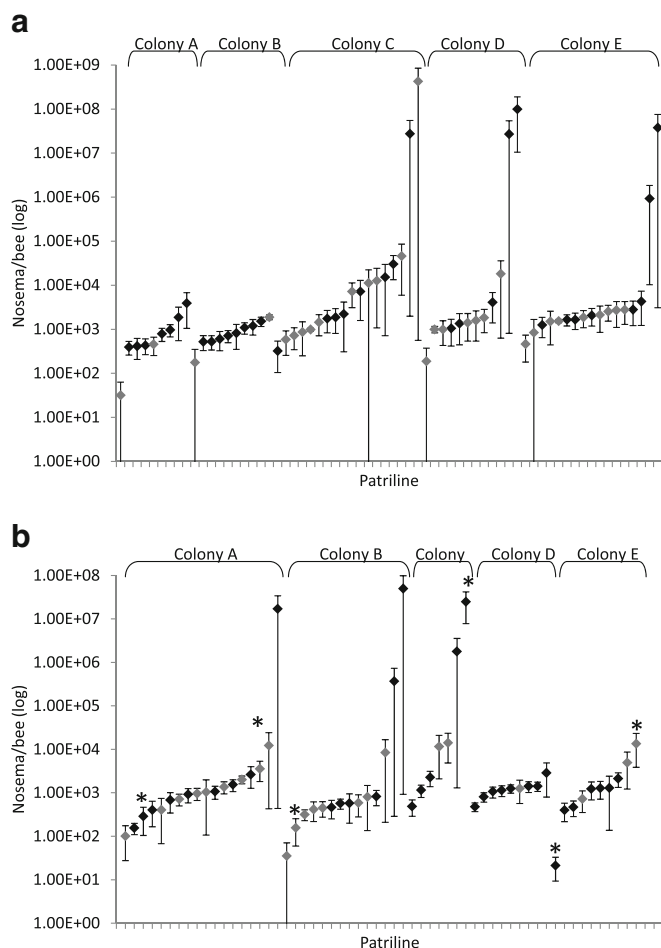 a
Colony A Colony B Colony C Colony D Colony E
1.00E+09
1.00E+08
1.00E+07
1.00E+06
1.00E+05
1.00E+04
1.00E+03
1.00E+02
1.00E+01
1.00E+00
Nosema/bee (log)
Patriline
b
Colony A Colony B Colony Colony D Colony E
1.00E+08
1.00E+07
1.00E+06
1.00E+05
1.00E+04
1.00E+03
1.00E+02
1.00E+01
1.00E+00
Nosema/bee (log)
* * * * * *
Patriline